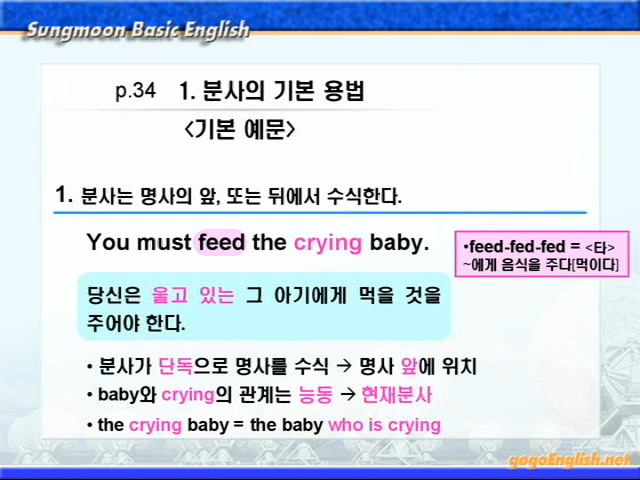 Sungmoon Basic English
p.34 1. 분사의 기본 용법
<기본 예문>
1. 분사는 명사의 앞, 또는 뒤에서 수식한다.
You must feed the crying baby.
•feed-fed-fed = <타>
~에게 음식을 주다[먹이다]
당신은 울고 있는 그 아기에게 먹을 것을
주어야 한다.
• 분사가 단독으로 명사를 수식 → 명사 앞에 위치
• baby와 crying의 관계는 능동 → 현재분사
• the crying baby = the baby who is crying
gogoEnglish.net